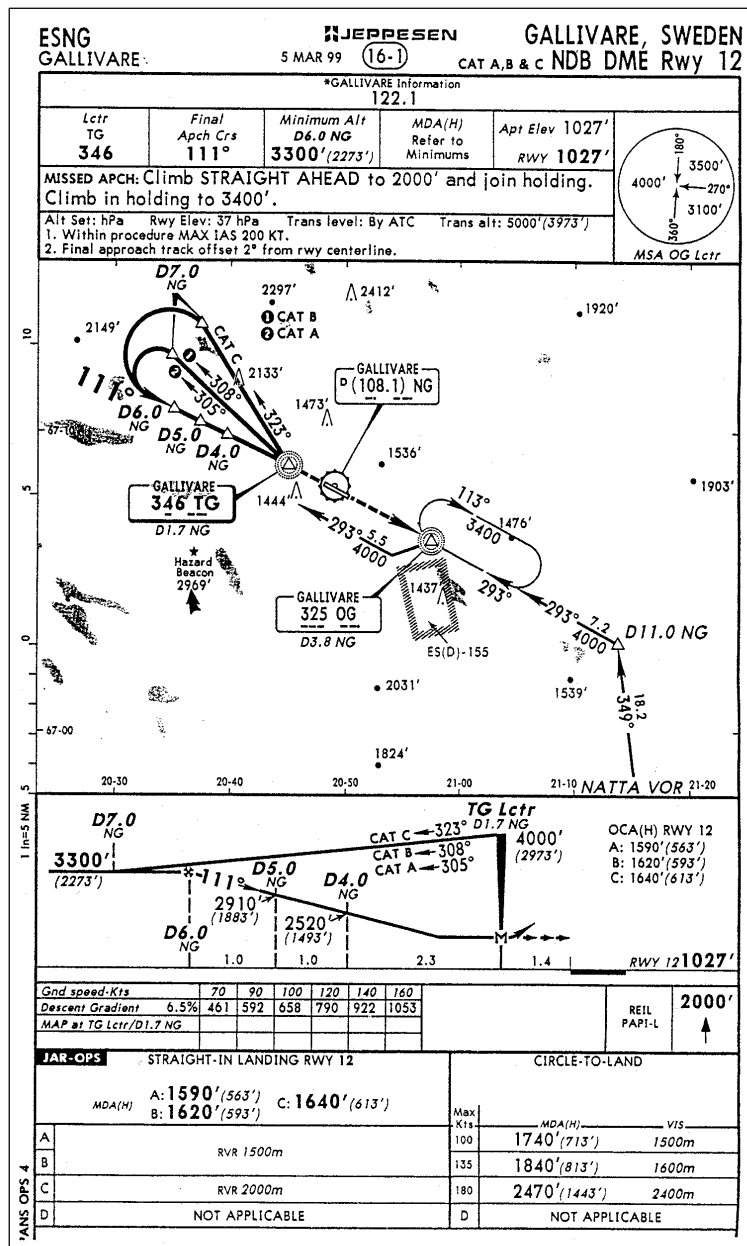 ESNG
GALLIVARE
JEPPESEN
5 MAR 99 16-1
GALLIVARE, SWEDEN
CAT A,B & C NDB DME Rwy 12
*GALLIVARE Information
122.1
Lctr
TG
346
Final
Apch Crs
111°
Minimum Alt
D6.0 NG
3300'(2273')
MDA(H)
Refer to
Minimums
Apt Elev 1027'
RWY 1027'
MISSED APCH: Climb STRAIGHT AHEAD to 2000' and join holding.
Climb in holding to 3400'.
Alt Set: hPa Rwy Elev: 37 hPa Trans level: By ATC Trans alt: 5000'(3973')
1. Within procedure MAX IAS 200 KT.
2. Final approach track offset 2° from rwy centerline.
180°
3500'
4000'
270°
3100'
360°
MSA OG Lctr
D7.0
NG
2297'
2412'
1920'
1 CAT B
2 CAT A
10
2149'
CAT C
2133'
GALLIVARE
D (108.1) NG
1
308°
2
305°
111°
323°
1473'
D6.0
NG
D5.0
NG
D4.0
NG
67-10
1536'
1903'
5
GALLIVARE
346 TG
D1.7 NG
1444'
113°
3400
1476'
293° 5.5
4000
293°
Hazard
Beacon
2969'
GALLIVARE
325 OG
D3.8 NG
1437'
293° 7.2
4000
D11.0 NG
0
ES(D)-155
2031'
1539'
18.2
349°
67-00
1824'
5
20-30 20-40 20-50 21-00 21-10 NATTA VOR 21-20
1 In=5 NM
D7.0
NG
TG Lctr
D1.7 NG
3300'
(2273')
CAT C 323°
CAT B 308°
CAT A 305°
4000'
(2973')
OCA(H) RWY 12
A: 1590'(563')
B: 1620'(593')
C: 1640'(613')
111°
D5.0
NG
2910'
(1883')
D4.0
NG
2520'
(1493')
D6.0
NG
M
1.0 1.0 2.3 1.4
RWY 12 1027'
Gnd speed-Kts 70 90 100 120 140 160
Descent Gradient 6.5% 461 592 658 790 922 1053
MAP at TG Lctr/D1.7 NG
REIL
PAPI-L
2000'
JAR-OPS STRAIGHT-IN LANDING RWY 12
CIRCLE-TO-LAND
MDA(H)
A: 1590'(563')
B: 1620'(593')
C: 1640'(613')
Max
Kts MDA(H) VIS
A
B
RVR 1500m
C RVR 2000m
D NOT APPLICABLE
100 1740'(713') 1500m
135 1840'(813') 1600m
180 2470'(1443') 2400m
D NOT APPLICABLE
PANS OPS 4